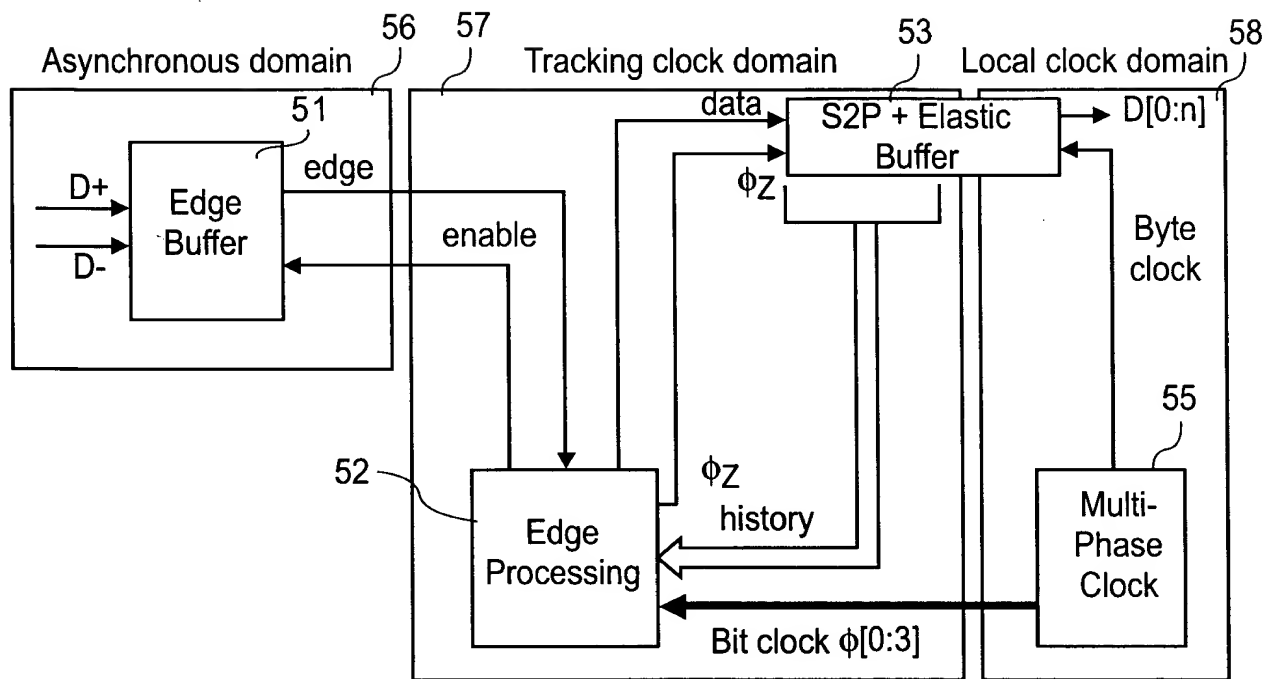 56
57
53
58
Asynchronous domain
Tracking clock domain
Local clock domain
51
data
S2P + Elastic
Buffer
D[0:n]
D+
D-
Edge
Buffer
edge
enable
ϕZ
Byte
clock
52
ϕZ
history
55
Edge
Processing
Multi-
Phase
Clock
Bit clock ϕ[0:3]